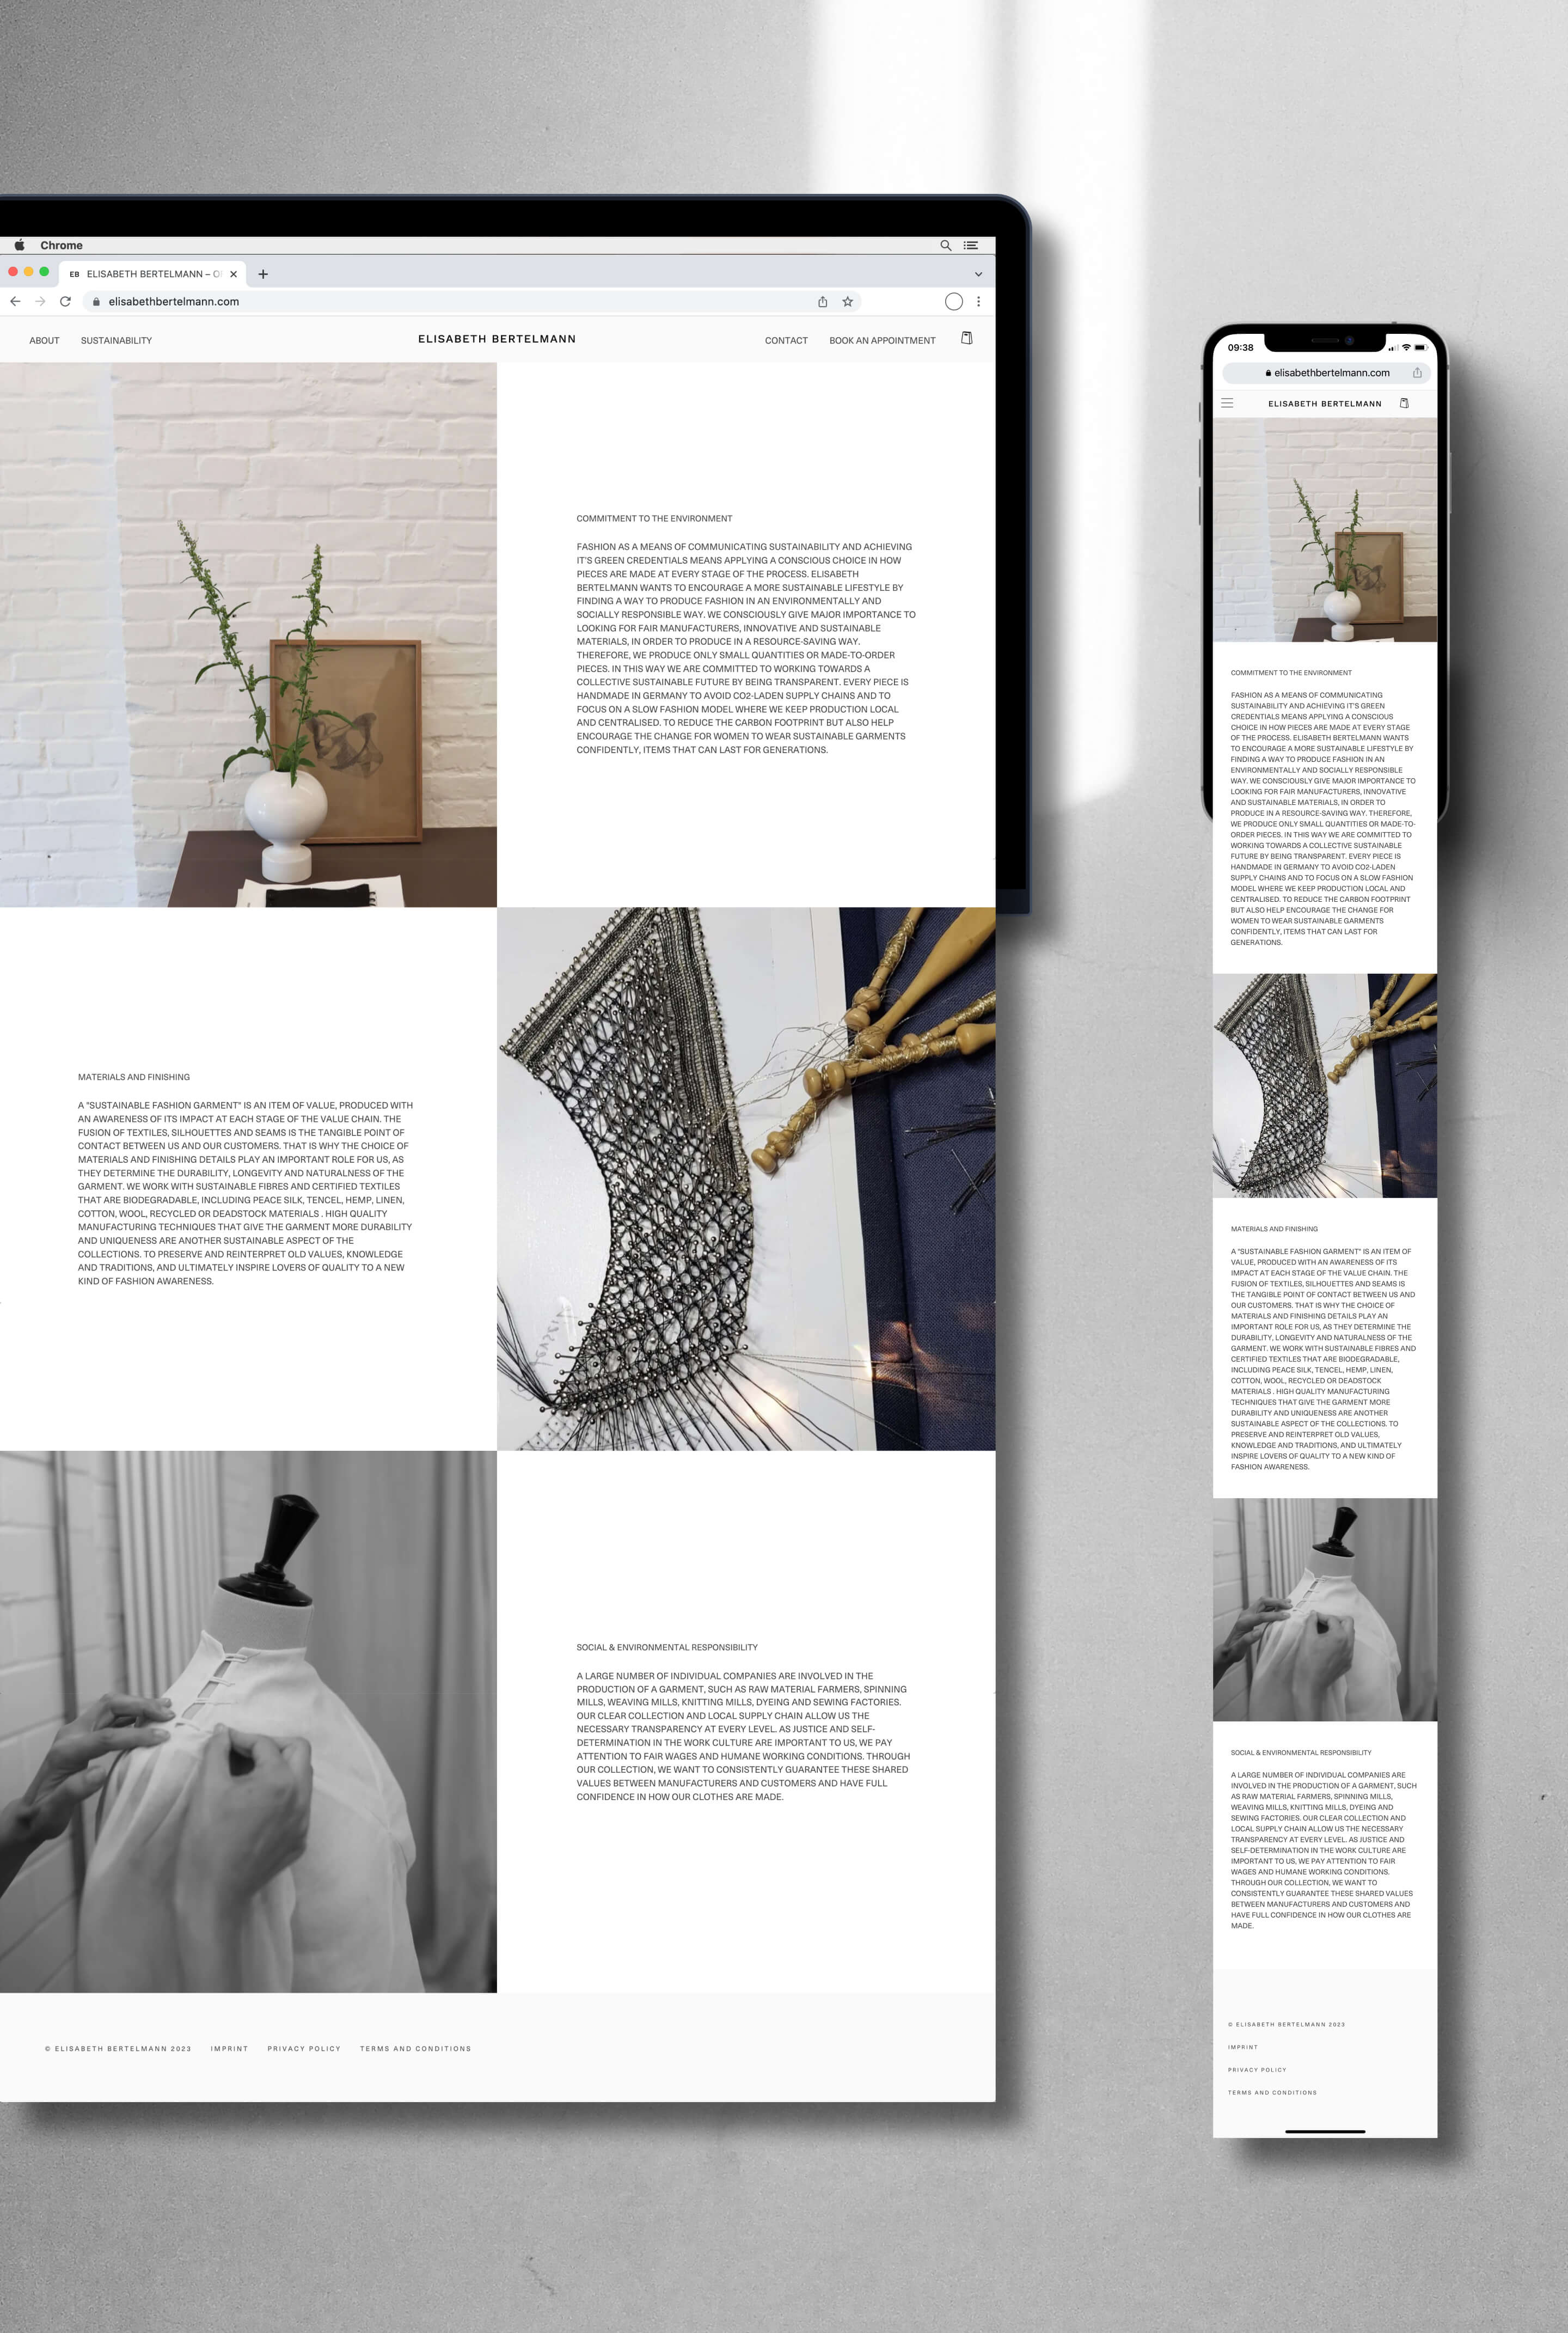 Chrome
EB ELISABETH BERTELMANN – O
elisabethbertelmann.com
ABOUT SUSTAINABILITY ELISABETH BERTELMANN CONTACT BOOK AN APPOINTMENT
COMMITMENT TO THE ENVIRONMENT
FASHION AS A MEANS OF COMMUNICATING SUSTAINABILITY AND ACHIEVING
IT'S GREEN CREDENTIALS MEANS APPLYING A CONSCIOUS CHOICE IN HOW
PIECES ARE MADE AT EVERY STAGE OF THE PROCESS. ELISABETH
BERTELMANN WANTS TO ENCOURAGE A MORE SUSTAINABLE LIFESTYLE BY
FINDING A WAY TO PRODUCE FASHION IN AN ENVIRONMENTALLY AND
SOCIALLY RESPONSIBLE WAY. WE CONSCIOUSLY GIVE MAJOR IMPORTANCE TO
LOOKING FOR FAIR MANUFACTURERS, INNOVATIVE AND SUSTAINABLE
MATERIALS, IN ORDER TO PRODUCE IN A RESOURCE-SAVING WAY.
THEREFORE, WE PRODUCE ONLY SMALL QUANTITIES OR MADE-TO-ORDER
PIECES. IN THIS WAY WE ARE COMMITTED TO WORKING TOWARDS A
COLLECTIVE SUSTAINABLE FUTURE BY BEING TRANSPARENT. EVERY PIECE IS
HANDMADE IN GERMANY TO AVOID CO2-LADEN SUPPLY CHAINS AND TO
FOCUS ON A SLOW FASHION MODEL WHERE WE KEEP PRODUCTION LOCAL
AND CENTRALISED. TO REDUCE THE CARBON FOOTPRINT BUT ALSO HELP
ENCOURAGE THE CHANGE FOR WOMEN TO WEAR SUSTAINABLE GARMENTS
CONFIDENTLY, ITEMS THAT CAN LAST FOR GENERATIONS.
MATERIALS AND FINISHING
A "SUSTAINABLE FASHION GARMENT" IS AN ITEM OF VALUE, PRODUCED WITH
AN AWARENESS OF ITS IMPACT AT EACH STAGE OF THE VALUE CHAIN. THE
FUSION OF TEXTILES, SILHOUETTES AND SEAMS IS THE TANGIBLE POINT OF
CONTACT BETWEEN US AND OUR CUSTOMERS. THAT IS WHY THE CHOICE OF
MATERIALS AND FINISHING DETAILS PLAY AN IMPORTANT ROLE FOR US, AS
THEY DETERMINE THE DURABILITY, LONGEVITY AND NATURALNESS OF THE
GARMENT. WE WORK WITH SUSTAINABLE FIBRES AND CERTIFIED TEXTILES
THAT ARE BIODEGRADABLE, INCLUDING PEACE SILK, TENCEL, HEMP, LINEN,
COTTON, WOOL, RECYCLED OR DEADSTOCK MATERIALS . HIGH QUALITY
MANUFACTURING TECHNIQUES THAT GIVE THE GARMENT MORE DURABILITY
AND UNIQUENESS ARE ANOTHER SUSTAINABLE ASPECT OF THE
COLLECTIONS. TO PRESERVE AND REINTERPRET OLD VALUES, KNOWLEDGE
AND TRADITIONS, AND ULTIMATELY INSPIRE LOVERS OF QUALITY TO A NEW
KIND OF FASHION AWARENESS.
SOCIAL & ENVIRONMENTAL RESPONSIBILITY
A LARGE NUMBER OF INDIVIDUAL COMPANIES ARE INVOLVED IN THE
PRODUCTION OF A GARMENT, SUCH AS RAW MATERIAL FARMERS, SPINNING
MILLS, WEAVING MILLS, KNITTING MILLS, DYEING AND SEWING FACTORIES.
OUR CLEAR COLLECTION AND LOCAL SUPPLY CHAIN ALLOW US THE
NECESSARY TRANSPARENCY AT EVERY LEVEL. AS JUSTICE AND SELF-
DETERMINATION IN THE WORK CULTURE ARE IMPORTANT TO US, WE PAY
ATTENTION TO FAIR WAGES AND HUMANE WORKING CONDITIONS. THROUGH
OUR COLLECTION, WE WANT TO CONSISTENTLY GUARANTEE THESE SHARED
VALUES BETWEEN MANUFACTURERS AND CUSTOMERS AND HAVE FULL
CONFIDENCE IN HOW OUR CLOTHES ARE MADE.
© ELISABETH BERTELMANN 2023 IMPRINT PRIVACY POLICY TERMS AND CONDITIONS
09:38
elisabethbertelmann.com
ELISABETH BERTELMANN
COMMITMENT TO THE ENVIRONMENT
FASHION AS A MEANS OF COMMUNICATING
SUSTAINABILITY AND ACHIEVING IT'S GREEN
CREDENTIALS MEANS APPLYING A CONSCIOUS
CHOICE IN HOW PIECES ARE MADE AT EVERY STAGE
OF THE PROCESS. ELISABETH BERTELMANN WANTS
TO ENCOURAGE A MORE SUSTAINABLE LIFESTYLE BY
FINDING A WAY TO PRODUCE FASHION IN AN
ENVIRONMENTALLY AND SOCIALLY RESPONSIBLE
WAY. WE CONSCIOUSLY GIVE MAJOR IMPORTANCE TO
LOOKING FOR FAIR MANUFACTURERS, INNOVATIVE
AND SUSTAINABLE MATERIALS, IN ORDER TO
PRODUCE IN A RESOURCE-SAVING WAY. THEREFORE,
WE PRODUCE ONLY SMALL QUANTITIES OR MADE-TO-
ORDER PIECES. IN THIS WAY WE ARE COMMITTED TO
WORKING TOWARDS A COLLECTIVE SUSTAINABLE
FUTURE BY BEING TRANSPARENT. EVERY PIECE IS
HANDMADE IN GERMANY TO AVOID CO2-LADEN
SUPPLY CHAINS AND TO FOCUS ON A SLOW FASHION
MODEL WHERE WE KEEP PRODUCTION LOCAL AND
CENTRALISED. TO REDUCE THE CARBON FOOTPRINT
BUT ALSO HELP ENCOURAGE THE CHANGE FOR
WOMEN TO WEAR SUSTAINABLE GARMENTS
CONFIDENTLY, ITEMS THAT CAN LAST FOR
GENERATIONS.
MATERIALS AND FINISHING
A "SUSTAINABLE FASHION GARMENT" IS AN ITEM OF
VALUE, PRODUCED WITH AN AWARENESS OF ITS
IMPACT AT EACH STAGE OF THE VALUE CHAIN. THE
FUSION OF TEXTILES, SILHOUETTES AND SEAMS IS
THE TANGIBLE POINT OF CONTACT BETWEEN US AND
OUR CUSTOMERS. THAT IS WHY THE CHOICE OF
MATERIALS AND FINISHING DETAILS PLAY AN
IMPORTANT ROLE FOR US, AS THEY DETERMINE THE
DURABILITY, LONGEVITY AND NATURALNESS OF THE
GARMENT. WE WORK WITH SUSTAINABLE FIBRES AND
CERTIFIED TEXTILES THAT ARE BIODEGRADABLE,
INCLUDING PEACE SILK, TENCEL, HEMP, LINEN,
COTTON, WOOL, RECYCLED OR DEADSTOCK
MATERIALS . HIGH QUALITY MANUFACTURING
TECHNIQUES THAT GIVE THE GARMENT MORE
DURABILITY AND UNIQUENESS ARE ANOTHER
SUSTAINABLE ASPECT OF THE COLLECTIONS. TO
PRESERVE AND REINTERPRET OLD VALUES,
KNOWLEDGE AND TRADITIONS, AND ULTIMATELY
INSPIRE LOVERS OF QUALITY TO A NEW KIND OF
FASHION AWARENESS.
SOCIAL & ENVIRONMENTAL RESPONSIBILITY
A LARGE NUMBER OF INDIVIDUAL COMPANIES ARE
INVOLVED IN THE PRODUCTION OF A GARMENT, SUCH
AS RAW MATERIAL FARMERS, SPINNING MILLS,
WEAVING MILLS, KNITTING MILLS, DYEING AND
SEWING FACTORIES. OUR CLEAR COLLECTION AND
LOCAL SUPPLY CHAIN ALLOW US THE NECESSARY
TRANSPARENCY AT EVERY LEVEL. AS JUSTICE AND
SELF-DETERMINATION IN THE WORK CULTURE ARE
IMPORTANT TO US, WE PAY ATTENTION TO FAIR
WAGES AND HUMANE WORKING CONDITIONS.
THROUGH OUR COLLECTION, WE WANT TO
CONSISTENTLY GUARANTEE THESE SHARED VALUES
BETWEEN MANUFACTURERS AND CUSTOMERS AND
HAVE FULL CONFIDENCE IN HOW OUR CLOTHES ARE
MADE.
© ELISABETH BERTELMANN 2023
IMPRINT
PRIVACY POLICY
TERMS AND CONDITIONS